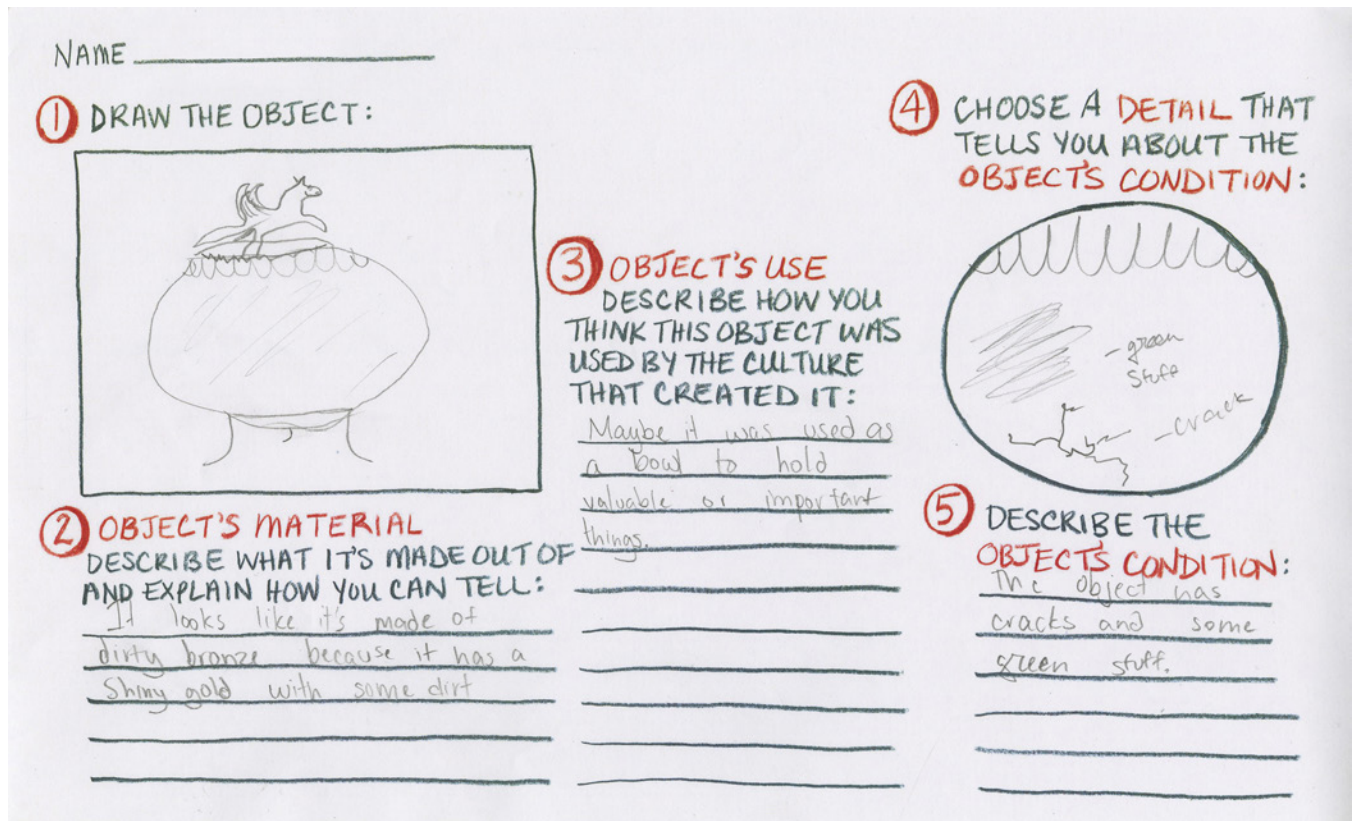 NAME
1 DRAW THE OBJECT:
2 OBJECT'S MATERIAL
DESCRIBE WHAT IT'S MADE OUT OF
AND EXPLAIN HOW YOU CAN TELL:
It looks like it's made of
dirty bronze because it has a
Shiny gold with some dirt
3 OBJECT'S USE
DESCRIBE HOW YOU
THINK THIS OBJECT WAS
USED BY THE CULTURE
THAT CREATED IT:
Maybe it was used as
a bowl to hold
valuable or important
things.
4 CHOOSE A DETAIL THAT
TELLS YOU ABOUT THE
OBJECT'S CONDITION:
-green
stuff
-crack
5 DESCRIBE THE
OBJECT'S CONDITION:
The object has
cracks and some
green stuff.